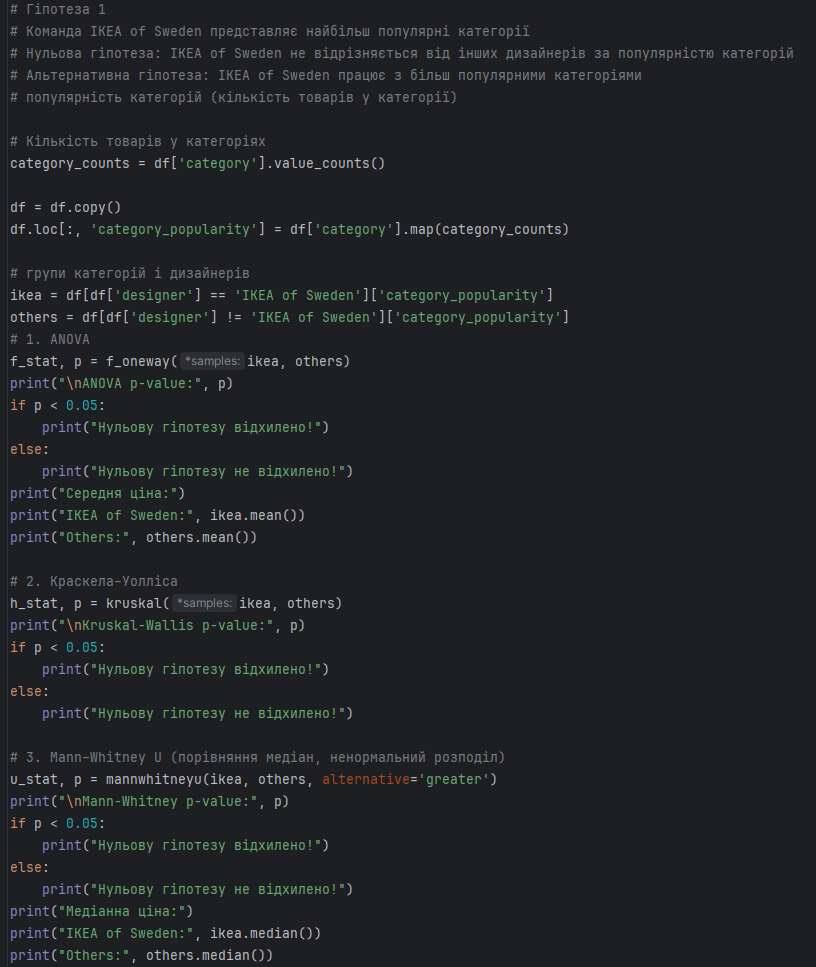 # Гіпотеза 1
# Команда IKEA of Sweden представляє найбільш популярні категорії
# Нульова гіпотеза: IKEA of Sweden не відрізняється від інших дизайнерів за популярністю категорій
# Альтернативна гіпотеза: IKEA of Sweden працює з більш популярними категоріями
# популярність категорій (кількість товарів у категорії)

# Кількість товарів у категоріях
category_counts = df['category'].value_counts()

df = df.copy()
df.loc[:, 'category_popularity'] = df['category'].map(category_counts)

# групи категорій і дизайнерів
ikea = df[df['designer'] == 'IKEA of Sweden']['category_popularity']
others = df[df['designer'] != 'IKEA of Sweden']['category_popularity']
# 1. ANOVA
f_stat, p = f_oneway( *samples: ikea, others)
print("\nANOVA p-value:", p)
if p < 0.05:
    print("Нульову гіпотезу відхилено!")
else:
    print("Нульову гіпотезу не відхилено!")
print("Середня ціна:")
print("IKEA of Sweden:", ikea.mean())
print("Others:", others.mean())

# 2. Краскела–Уолліса
h_stat, p = kruskal( *samples: ikea, others)
print("\nKruskal-Wallis p-value:", p)
if p < 0.05:
    print("Нульову гіпотезу відхилено!")
else:
    print("Нульову гіпотезу не відхилено!")

# 3. Mann–Whitney U (порівняння медіан, ненормальний розподіл)
u_stat, p = mannwhitneyu(ikea, others, alternative='greater')
print("\nMann-Whitney p-value:", p)
if p < 0.05:
    print("Нульову гіпотезу відхилено!")
else:
    print("Нульову гіпотезу не відхилено!")
print("Медіанна ціна:")
print("IKEA of Sweden:", ikea.median())
print("Others:", others.median())